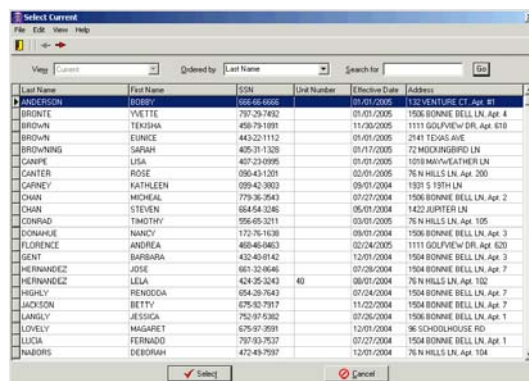 Select Current
File Edit View Help
View Current Ordered by Last Name Search for Go
Last Name First Name SSN Unit Number Effective Date Address
ANDERSON BOBBY 666-66-6666 01/01/2005 132 VENTURE CT, Apt. #1
BRONTE YVETTE 797-29-7492 01/01/2005 1506 BONNIE BELL LN, Apt. 4
BROWN TEKISHA 458-79-1891 11/30/2005 1111 GOLFVIEW DR, Apt. 618
BROWN EUNICE 443-22-1112 01/01/2005 2141 TEXAS AVE
BROWNING SARAH 405-31-1328 01/17/2005 72 MOCKINGBIRD LN
CANIPE LISA 407-23-0995 01/01/2005 1018 MAYWEATHER LN
CANTER ROSE 090-43-1201 02/01/2005 76 N HILLS LN, Apt. 200
CARNEY KATHLEEN 099-42-3803 09/01/2004 1931 S 19TH LN
CHAN MICHEAL 779-36-3543 07/27/2004 1506 BONNIE BELL LN, Apt. 2
CHAN STEVEN 664-54-3246 05/01/2004 1422 JUPITER LN
CONRAD TIMOTHY 556-65-3211 03/01/2005 76 N HILLS LN, Apt. 105
DONAHUE NANCY 172-76-1638 09/01/2004 1506 BONNIE BELL LN, Apt. 3
FLORENCE ANDREA 468-46-8463 02/24/2005 1111 GOLFVIEW DR, Apt. 620
GENT BARBARA 432-40-8142 12/01/2004 1504 BONNIE BELL LN, Apt. 3
HERNANDEZ JOSE 661-32-8646 07/28/2004 1504 BONNIE BELL LN, Apt. 7
HERNANDEZ LELA 424-35-3243 40 08/01/2004 76 N HILLS LN, Apt. 102
HIGHLY RENODDA 654-28-7643 07/24/2004 1504 BONNIE BELL LN, Apt. 7
JACKSON BETTY 675-92-7917 11/22/2004 1504 BONNIE BELL LN, Apt. 7
LANGLY JESSICA 752-97-5382 07/26/2004 1506 BONNIE BELL LN, Apt. 1
LOVELY MAGARET 675-97-3591 12/01/2004 96 SCHOOLHOUSE RD
LUCIA FERNADO 797-93-7537 07/27/2004 1504 BONNIE BELL LN, Apt. 1
NABORS DEBORAH 472-49-7597 12/01/2004 76 N HILLS LN, Apt. 104
Select Cancel